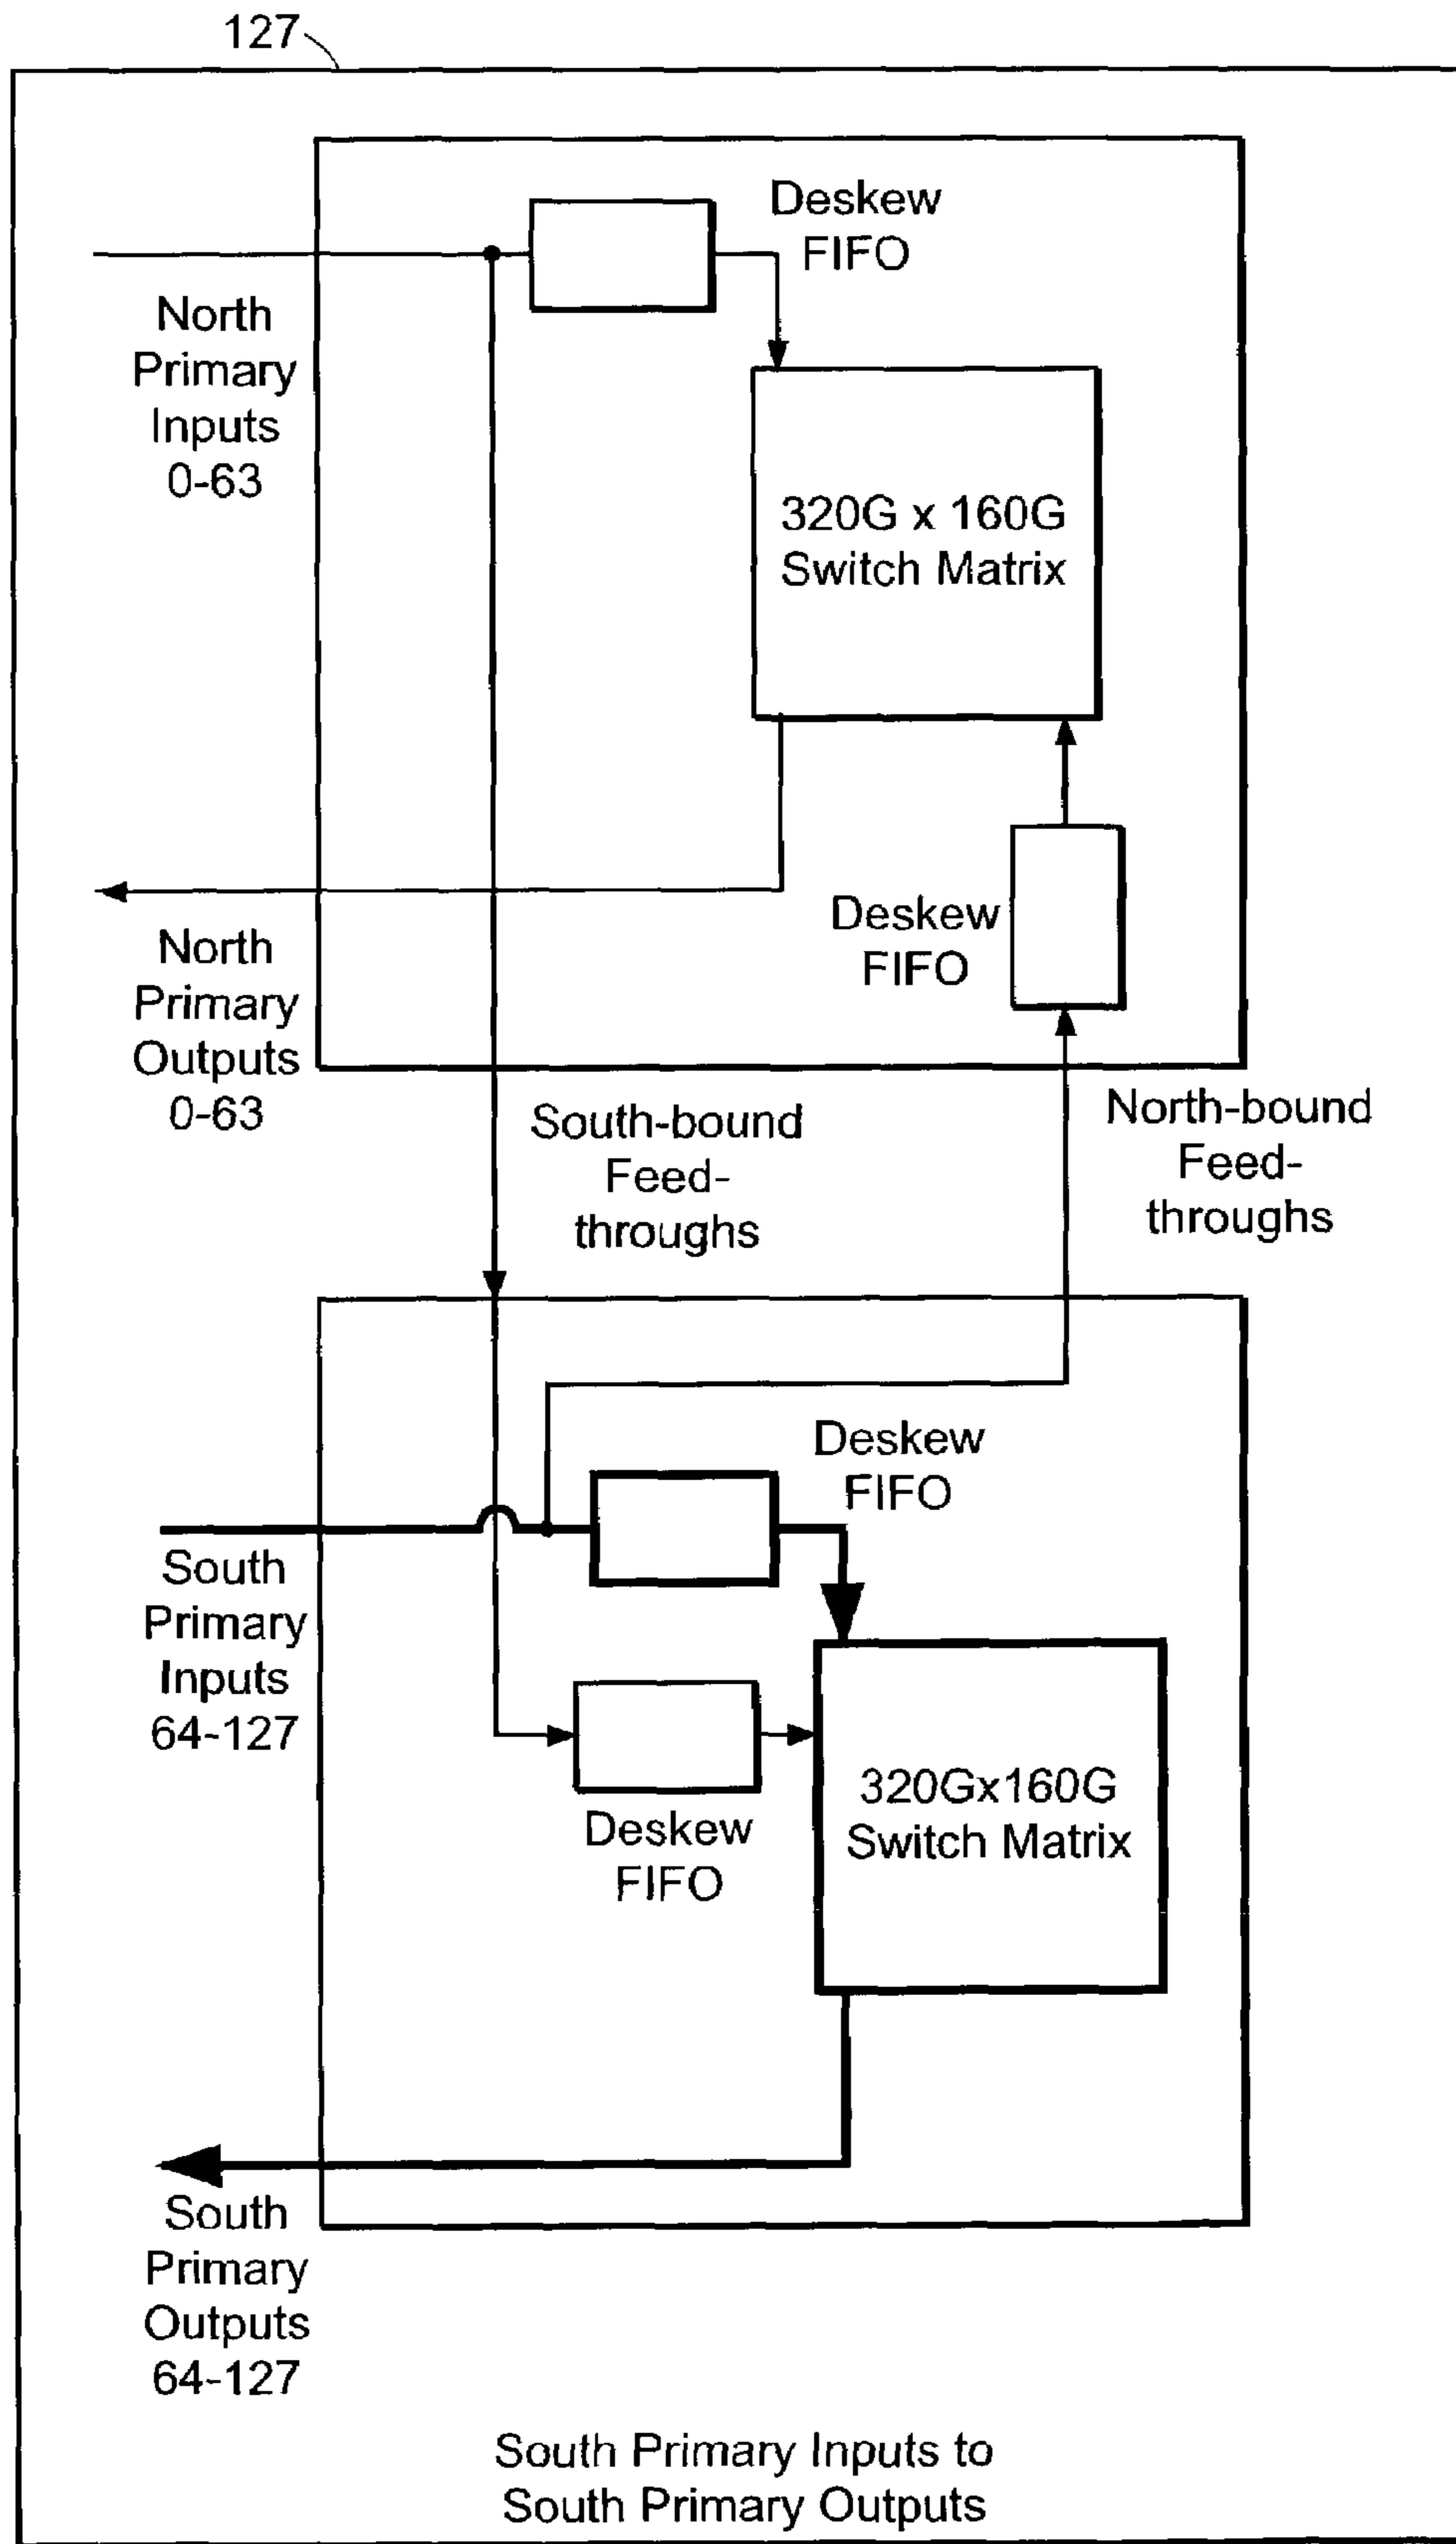 127
Deskew
FIFO
North
Primary
Inputs
0-63
320G x 160G
Switch Matrix
Deskew
FIFO
North
Primary
Outputs
0-63
South-bound
Feed-
throughs
North-bound
Feed-
throughs
Deskew
FIFO
South
Primary
Inputs
64-127
Deskew
FIFO
320Gx160G
Switch Matrix
South
Primary
Outputs
64-127
South Primary Inputs to
South Primary Outputs